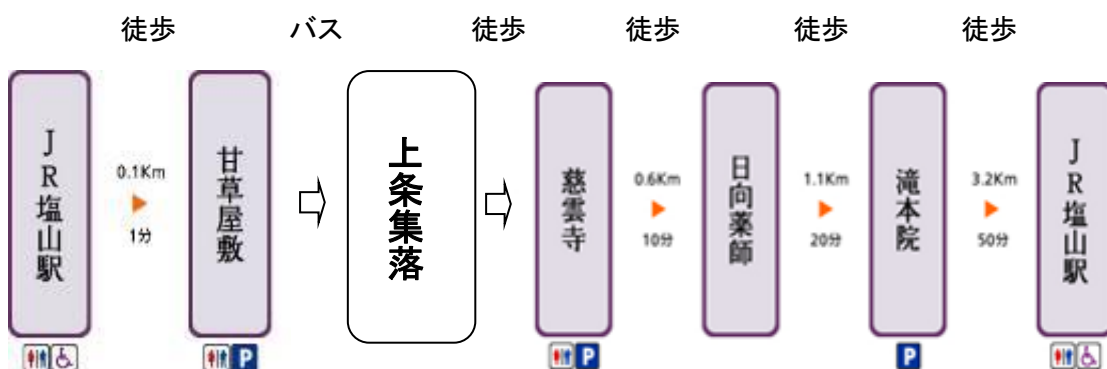 徒歩
バス
徒歩
徒歩
徒歩
徒歩
JR塩山駅
0.1Km
1分
甘草屋敷
上条集落
慈雲寺
0.6Km
10分
日向薬師
1.1Km
20分
滝本院
3.2Km
50分
JR塩山駅
P
P
P